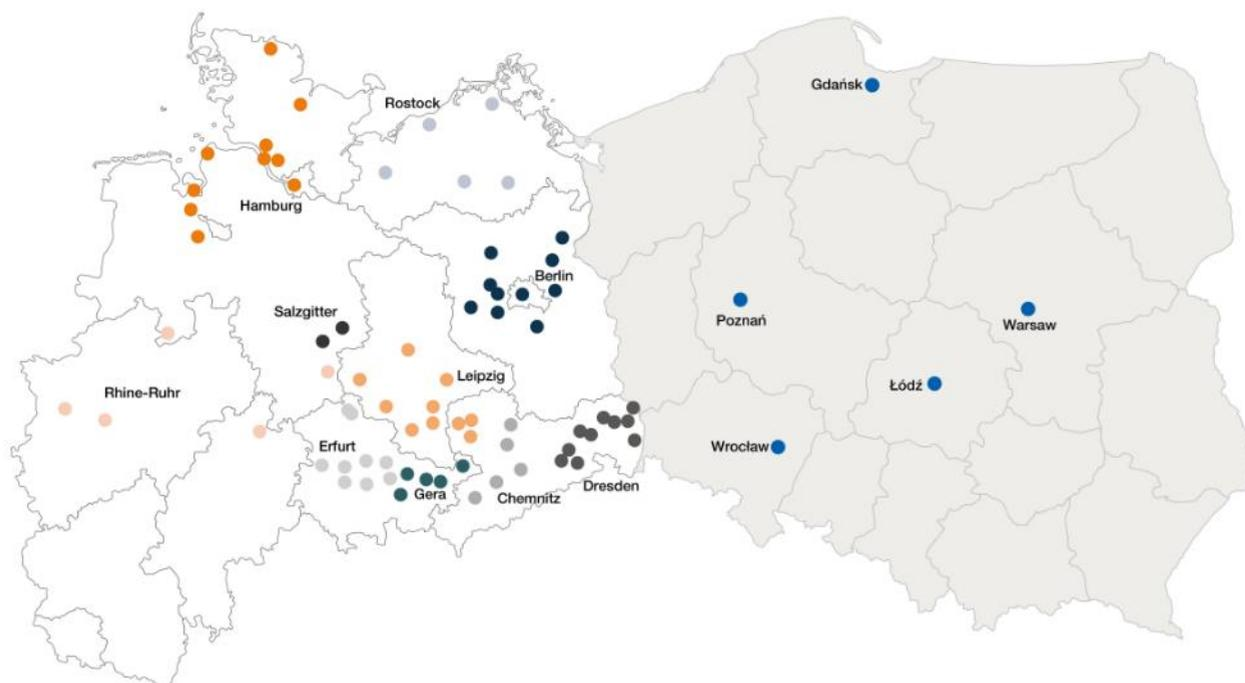 Gdańsk
Rostock
Hamburg
Berlin
Salzgitter
Poznań
Warsaw
Leipzig
Łódź
Rhine-Ruhr
Erfurt
Wrocław
Dresden
Gera
Chemnitz